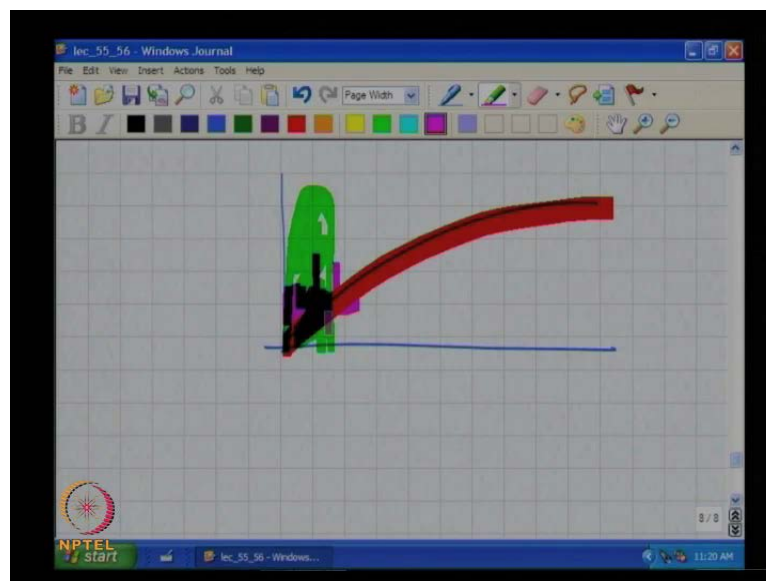 lec_55_56 - Windows Journal
File Edit View Insert Actions Tools Help
Page Width
B I
8 / 8
NPTEL
start
lec_55_56 - Windows...
11:20 AM